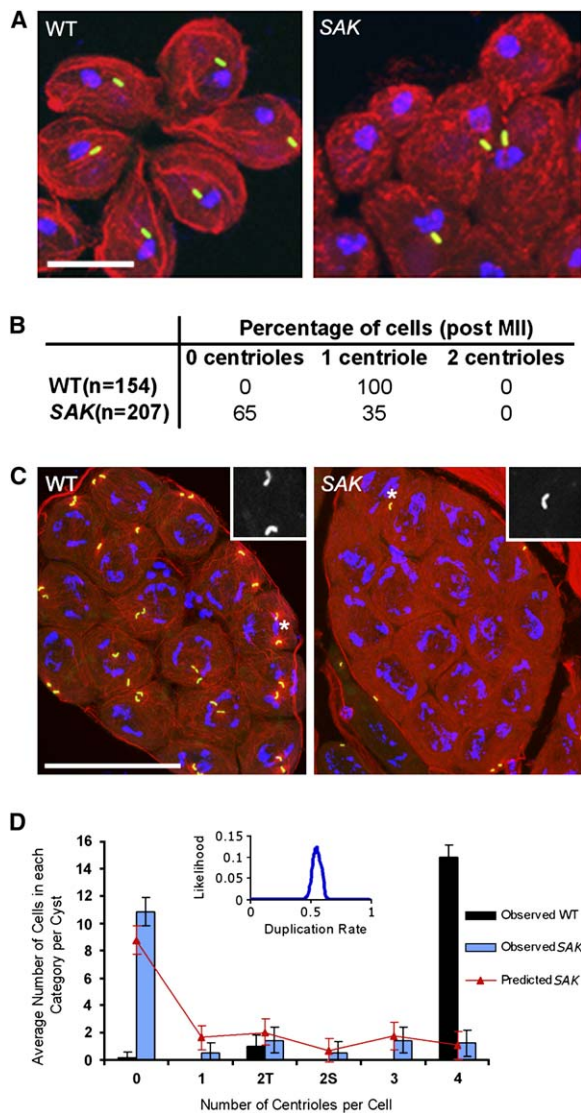 A
WT
SAK
B
Percentage of cells (post MII)
0 centrioles 1 centriole 2 centrioles
WT(n=154) 0 100 0
SAK(n=207) 65 35 0
C
WT
*
SAK
*
D
Average Number of Cells in each
Category per Cyst
16
14
12
10
8
6
4
2
0
Likelihood
0.15
0.1
0.05
0
0 0.5 1
Duplication Rate
Observed WT
Observed SAK
Predicted SAK
0 1 2T 2S 3 4
Number of Centrioles per Cell